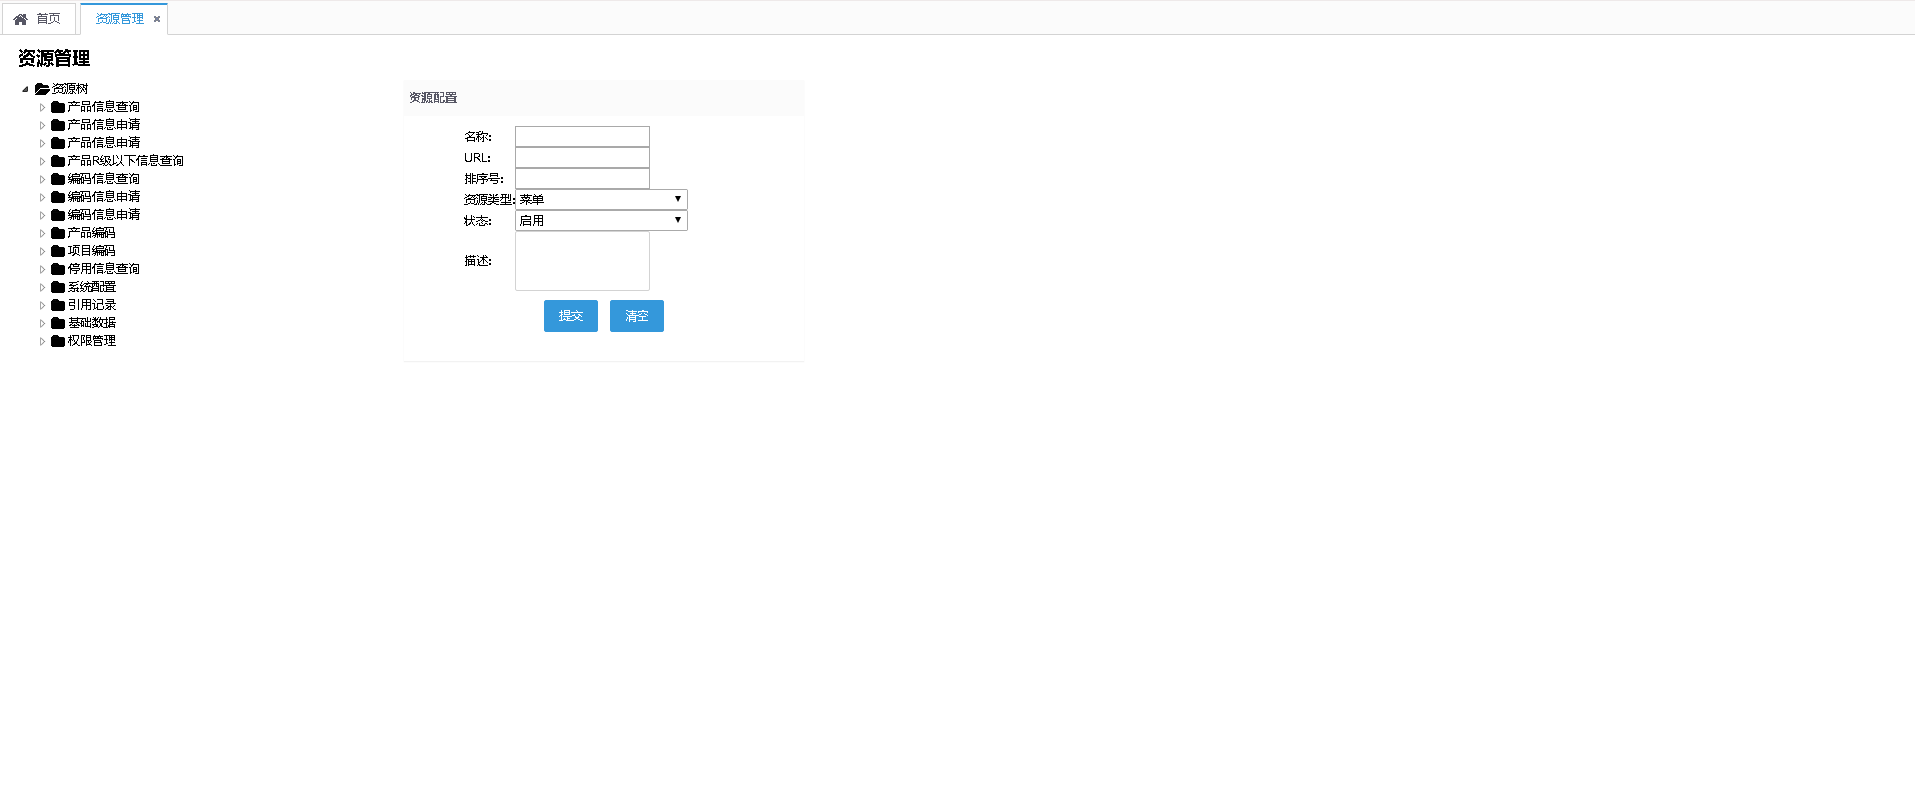 首页 资源管理
资源管理
资源树
产品信息查询
产品信息申请
产品信息申请
产品R级以下信息查询
编码信息查询
编码信息申请
编码信息申请
产品编码
项目编码
停用信息查询
系统配置
引用记录
基础数据
权限管理
资源配置
名称:
URL:
排序号:
资源类型: 菜单
状态: 启用
描述:
提交 清空